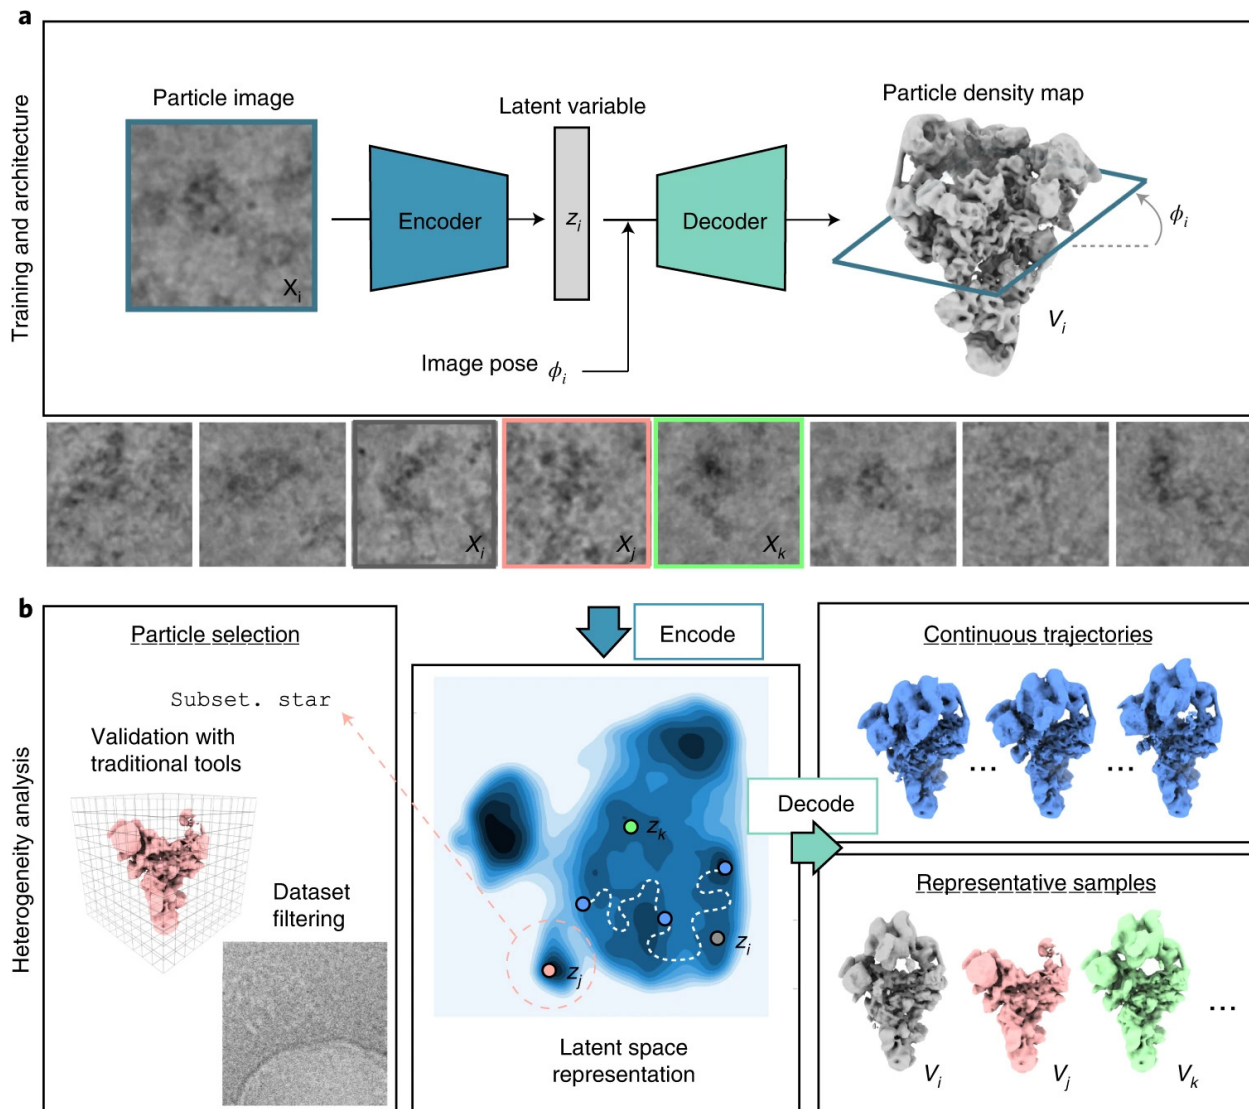 a
Training and architecture
Particle image
Latent variable
Particle density map
X_i
Encoder
z_i
Decoder
ϕ_i
V_i
Image pose ϕ_i
X_i
X_j
X_k
b
Heterogeneity analysis
Particle selection
Subset. star
Validation with
traditional tools
Dataset
filtering
Encode
z_k
z_i
z_j
Latent space
representation
Decode
Continuous trajectories
... ...
Representative samples
...
V_i
V_j
V_k